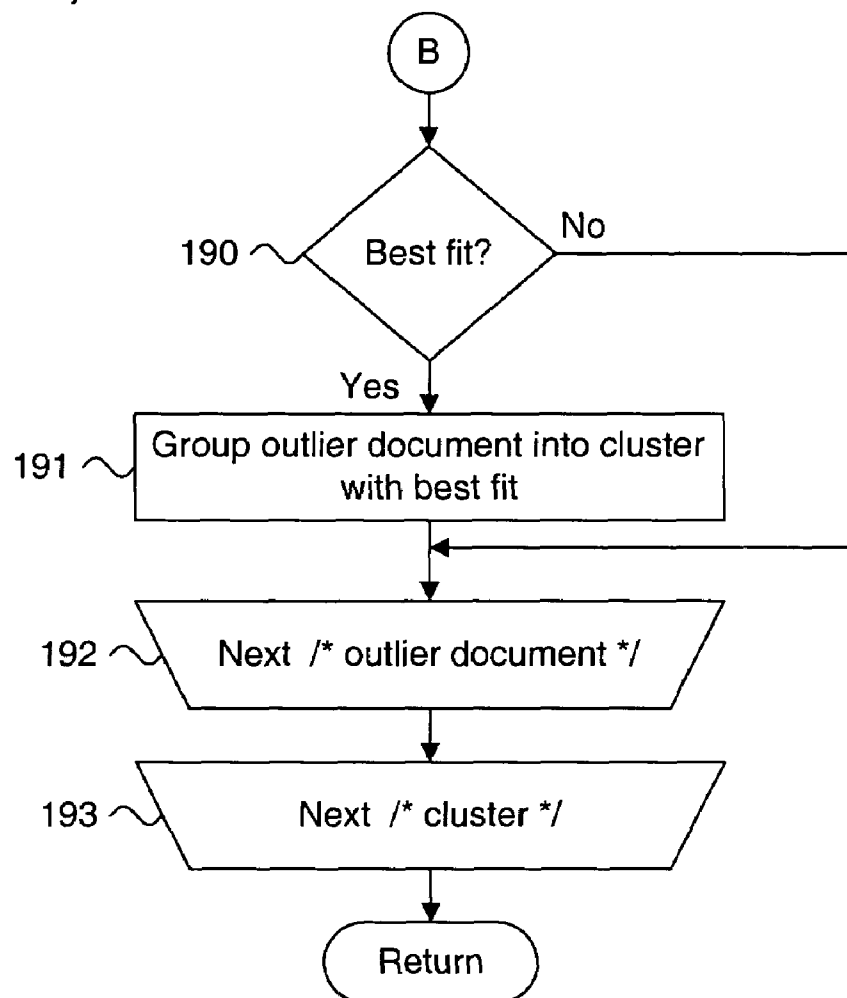 B
190
Best fit?
No
Yes
191
Group outlier document into cluster
with best fit
192
Next /* outlier document */
193
Next /* cluster */
Return